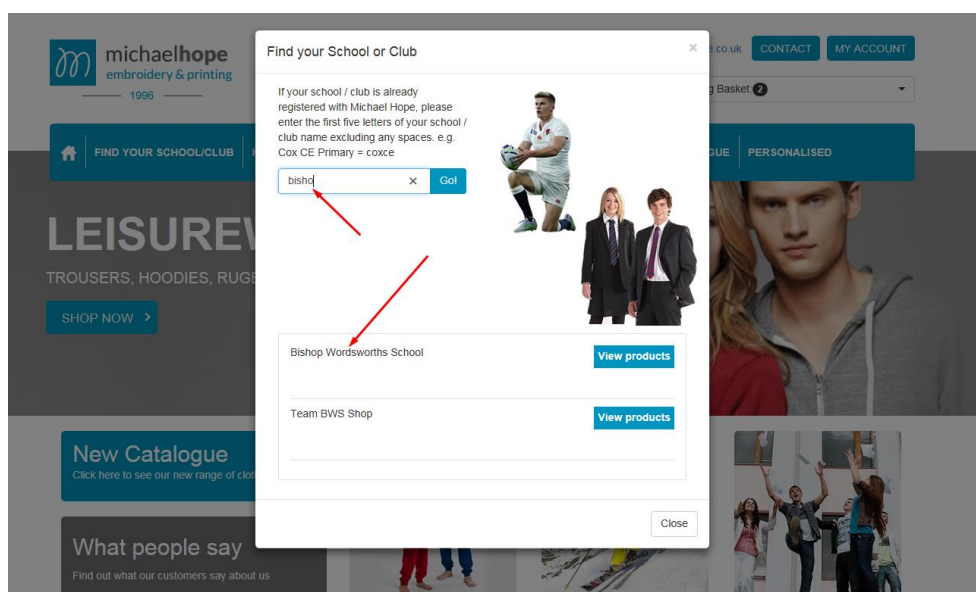 michaelhope
embroidery & printing
1996
Find your School or Club
×
.co.uk
CONTACT
MY ACCOUNT
Basket: 2
If your school / club is already
registered with Michael Hope, please
enter the first five letters of your school /
club name excluding any spaces. e.g.
Cox CE Primary = coxce
FIND YOUR SCHOOL/CLUB
PERSONALISED
bisho
×
Go!
LEISUREW
TROUSERS, HOODIES, RUG
SHOP NOW >
Bishop Wordsworths School
View products
Team BWS Shop
View products
New Catalogue
Click here to see our new range of clot
Close
What people say
Find out what our customers say about us